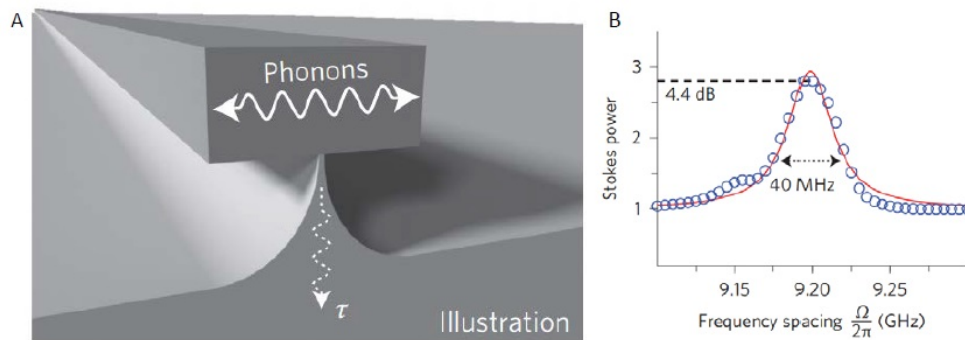 A
Phonons
τ
Illustration
B
3
4.4 dB
2
40 MHz
1
Stokes power
9.15 9.20 9.25
Frequency spacing Ω/2π (GHz)